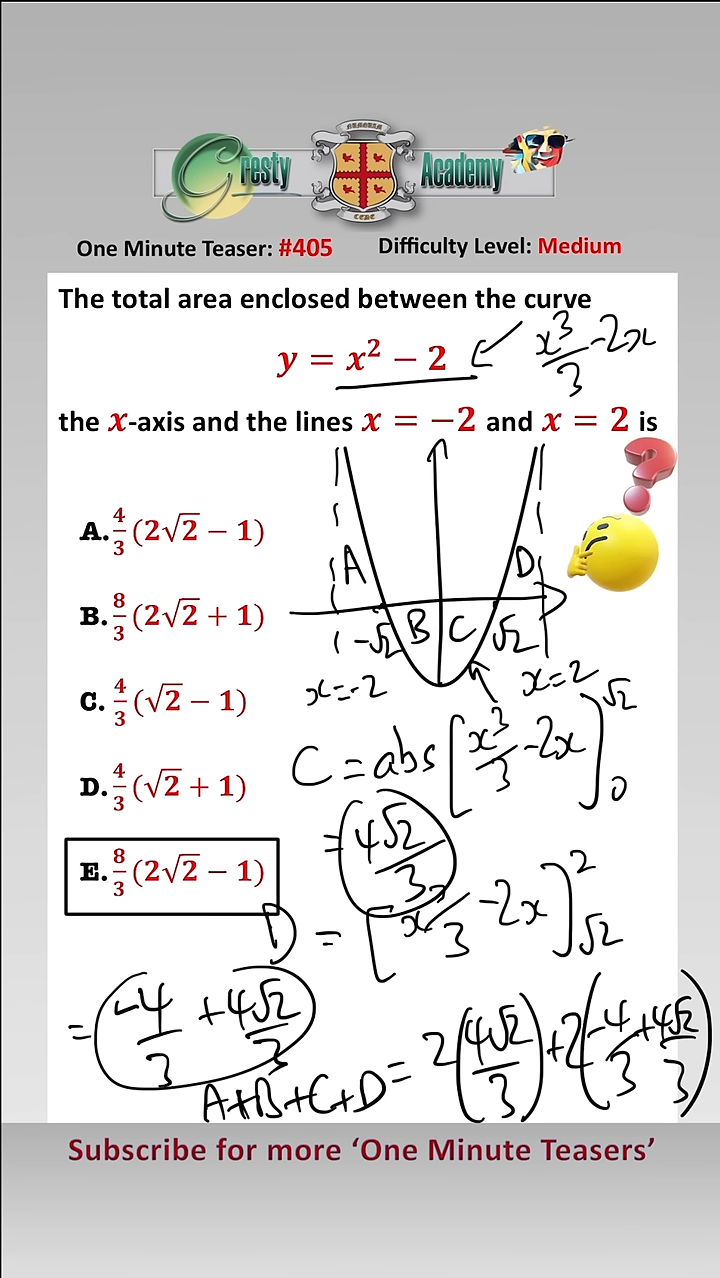 NUMQUAM
Cresty Academy
CEDE
One Minute Teaser: #405 Difficulty Level: Medium
The total area enclosed between the curve
y = x² − 2 x³/3 -2x
the x-axis and the lines x = −2 and x = 2 is
A. 4/3 (2√2 − 1)
B. 8/3 (2√2 + 1)
C. 4/3 (√2 − 1)
D. 4/3 (√2 + 1)
E. 8/3 (2√2 − 1)
A D
-√2 B C √2
x=-2 x=2
C = abs [x³/3 -2x]₀^√2
= 4√2/3
D = [x³/3 -2x]_√2^2
= (-4/3 + 4√2/3)
A+B+C+D = 2(4√2/3) + 2(-4/3 + 4√2/3)
Subscribe for more ‘One Minute Teasers’